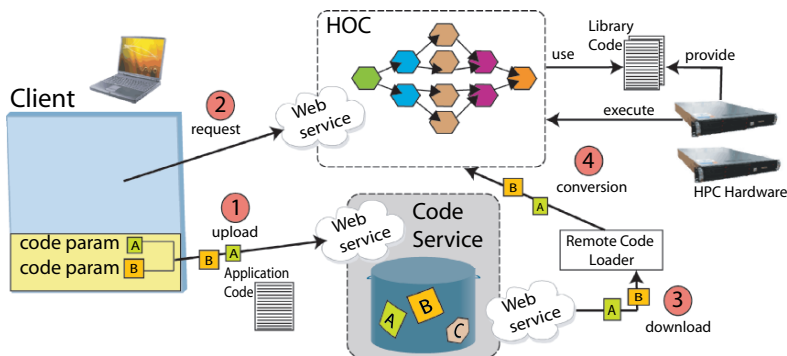 HOC
Library
Code
use
provide
Client
2
request
Web
service
execute
HPC Hardware
4
conversion
B
A
1
upload
code param A
code param B
B
A
Application
Code
Web
service
Code
Service
A
B
C
Remote Code
Loader
Web
service
A
B
3
download